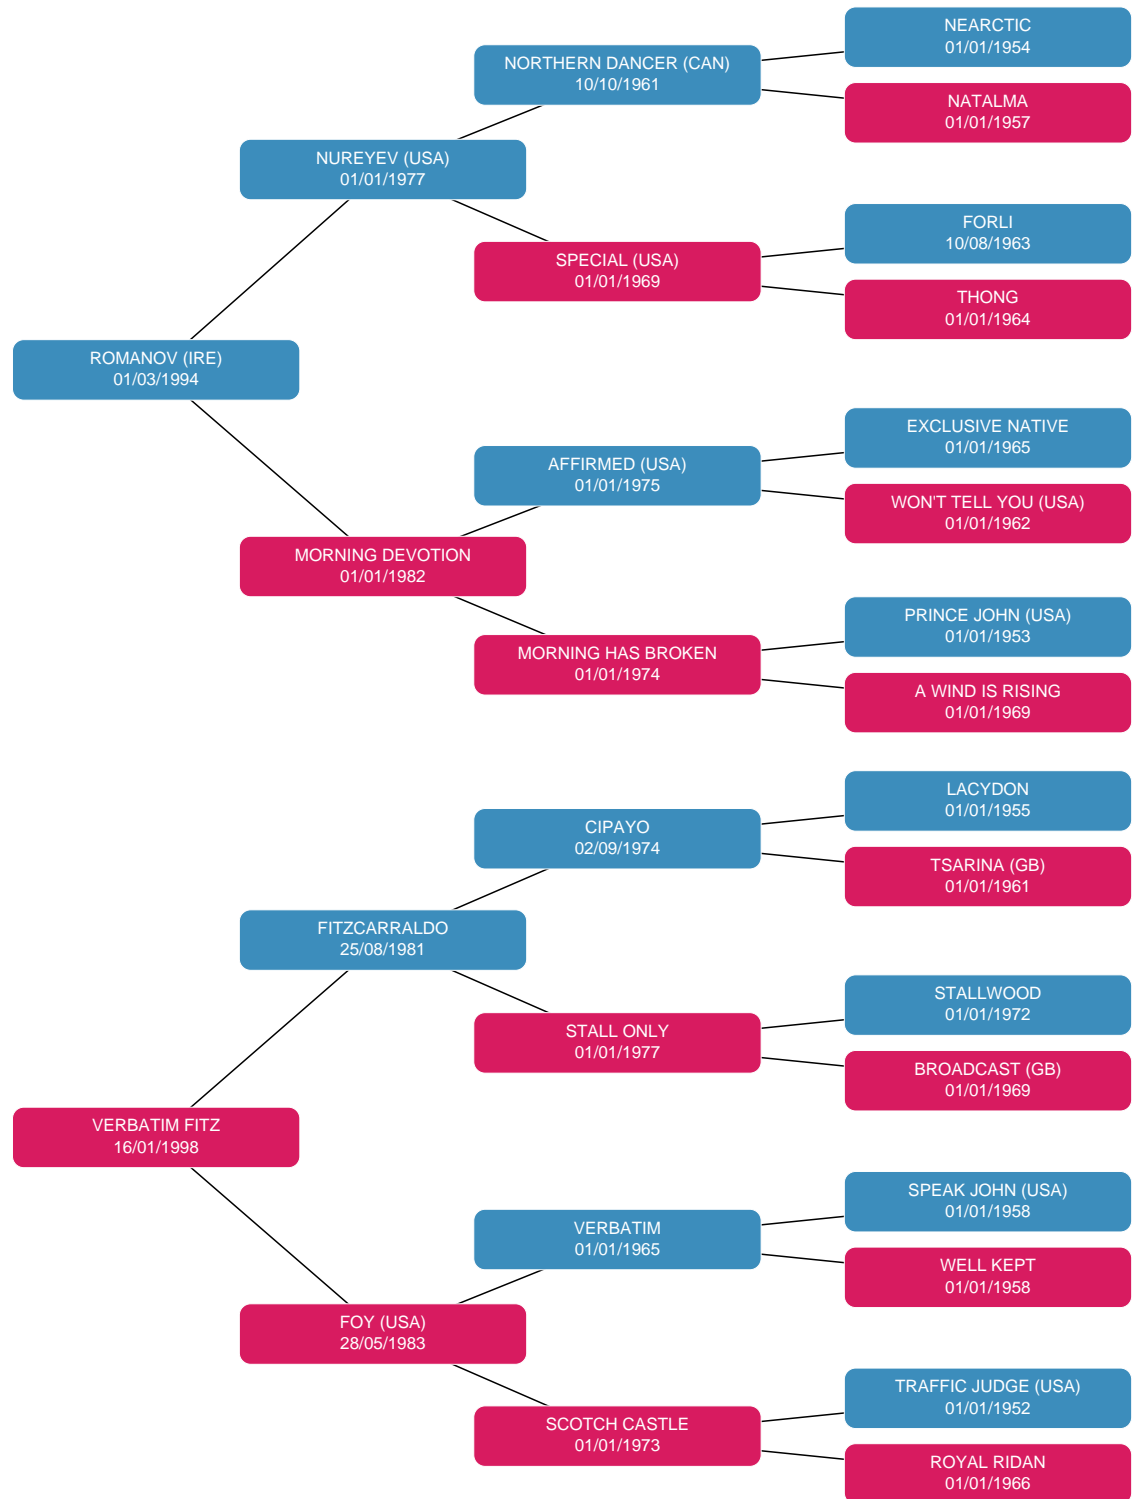 NEARCTIC
01/01/1954
NORTHERN DANCER (CAN)
10/10/1961
NATALMA
01/01/1957
NUREYEV (USA)
01/01/1977
FORLI
10/08/1963
SPECIAL (USA)
01/01/1969
THONG
01/01/1964
ROMANOV (IRE)
01/03/1994
EXCLUSIVE NATIVE
01/01/1965
AFFIRMED (USA)
01/01/1975
WON'T TELL YOU (USA)
01/01/1962
MORNING DEVOTION
01/01/1982
PRINCE JOHN (USA)
01/01/1953
MORNING HAS BROKEN
01/01/1974
A WIND IS RISING
01/01/1969
LACYDON
01/01/1955
CIPAYO
02/09/1974
TSARINA (GB)
01/01/1961
FITZCARRALDO
25/08/1981
STALLWOOD
01/01/1972
STALL ONLY
01/01/1977
BROADCAST (GB)
01/01/1969
VERBATIM FITZ
16/01/1998
SPEAK JOHN (USA)
01/01/1958
VERBATIM
01/01/1965
WELL KEPT
01/01/1958
FOY (USA)
28/05/1983
TRAFFIC JUDGE (USA)
01/01/1952
SCOTCH CASTLE
01/01/1973
ROYAL RIDAN
01/01/1966